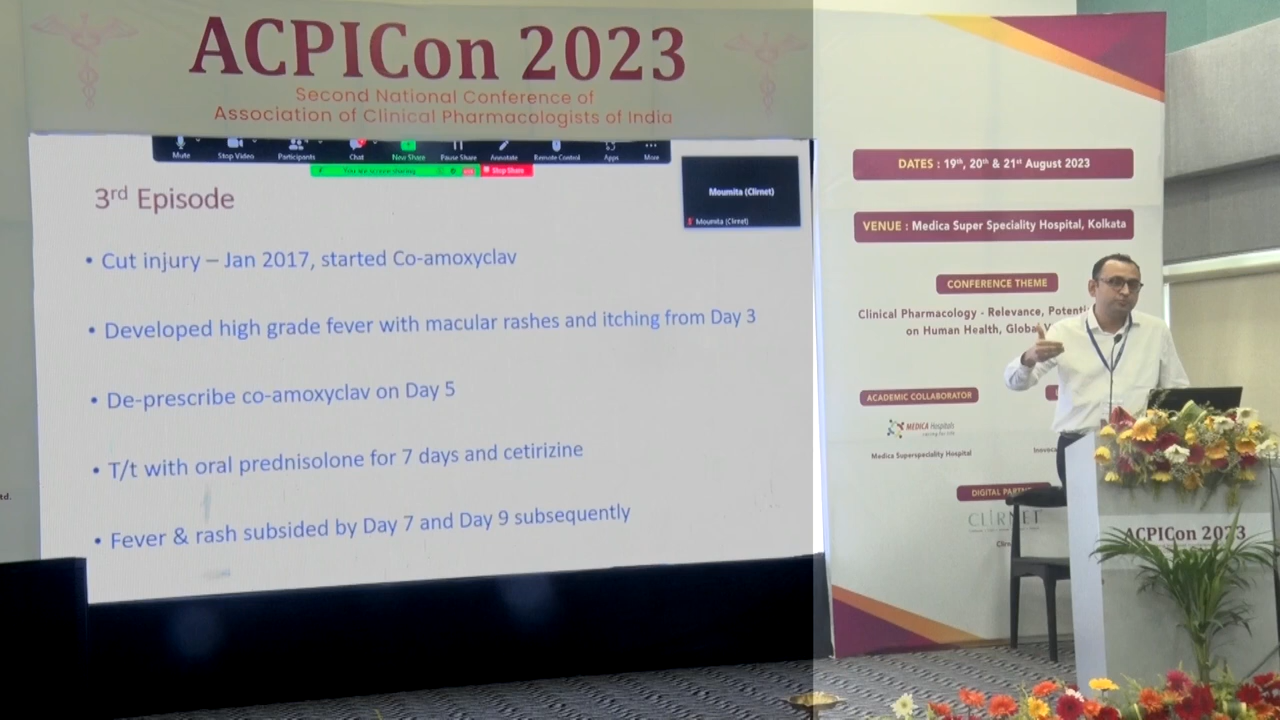 ACPICon 2023
Second National Conference of
Association of Clinical Pharmacologists of India
Mute
Stop Video
Participants
Chat
New Share
Pause Share
Annotate
Remote Control
Apps
More
You are screen sharing
Stop Share
Moumita (Clirnet)
Moumita (Clirnet)
3rd Episode
• Cut injury – Jan 2017, started Co-amoxyclav
• Developed high grade fever with macular rashes and itching from Day 3
• De-prescribe co-amoxyclav on Day 5
• T/t with oral prednisolone for 7 days and cetirizine
• Fever & rash subsided by Day 7 and Day 9 subsequently
td.
DATES : 19th, 20th & 21st August 2023
VENUE : Medica Super Speciality Hospital, Kolkata
CONFERENCE THEME
Clinical Pharmacology - Relevance,
on Human Health, Global
ACADEMIC COLLABORATOR
MEDICA Hospitals
Medica Superspeciality Hospital
DIGITAL
CLIRNET
ACPICon 2023